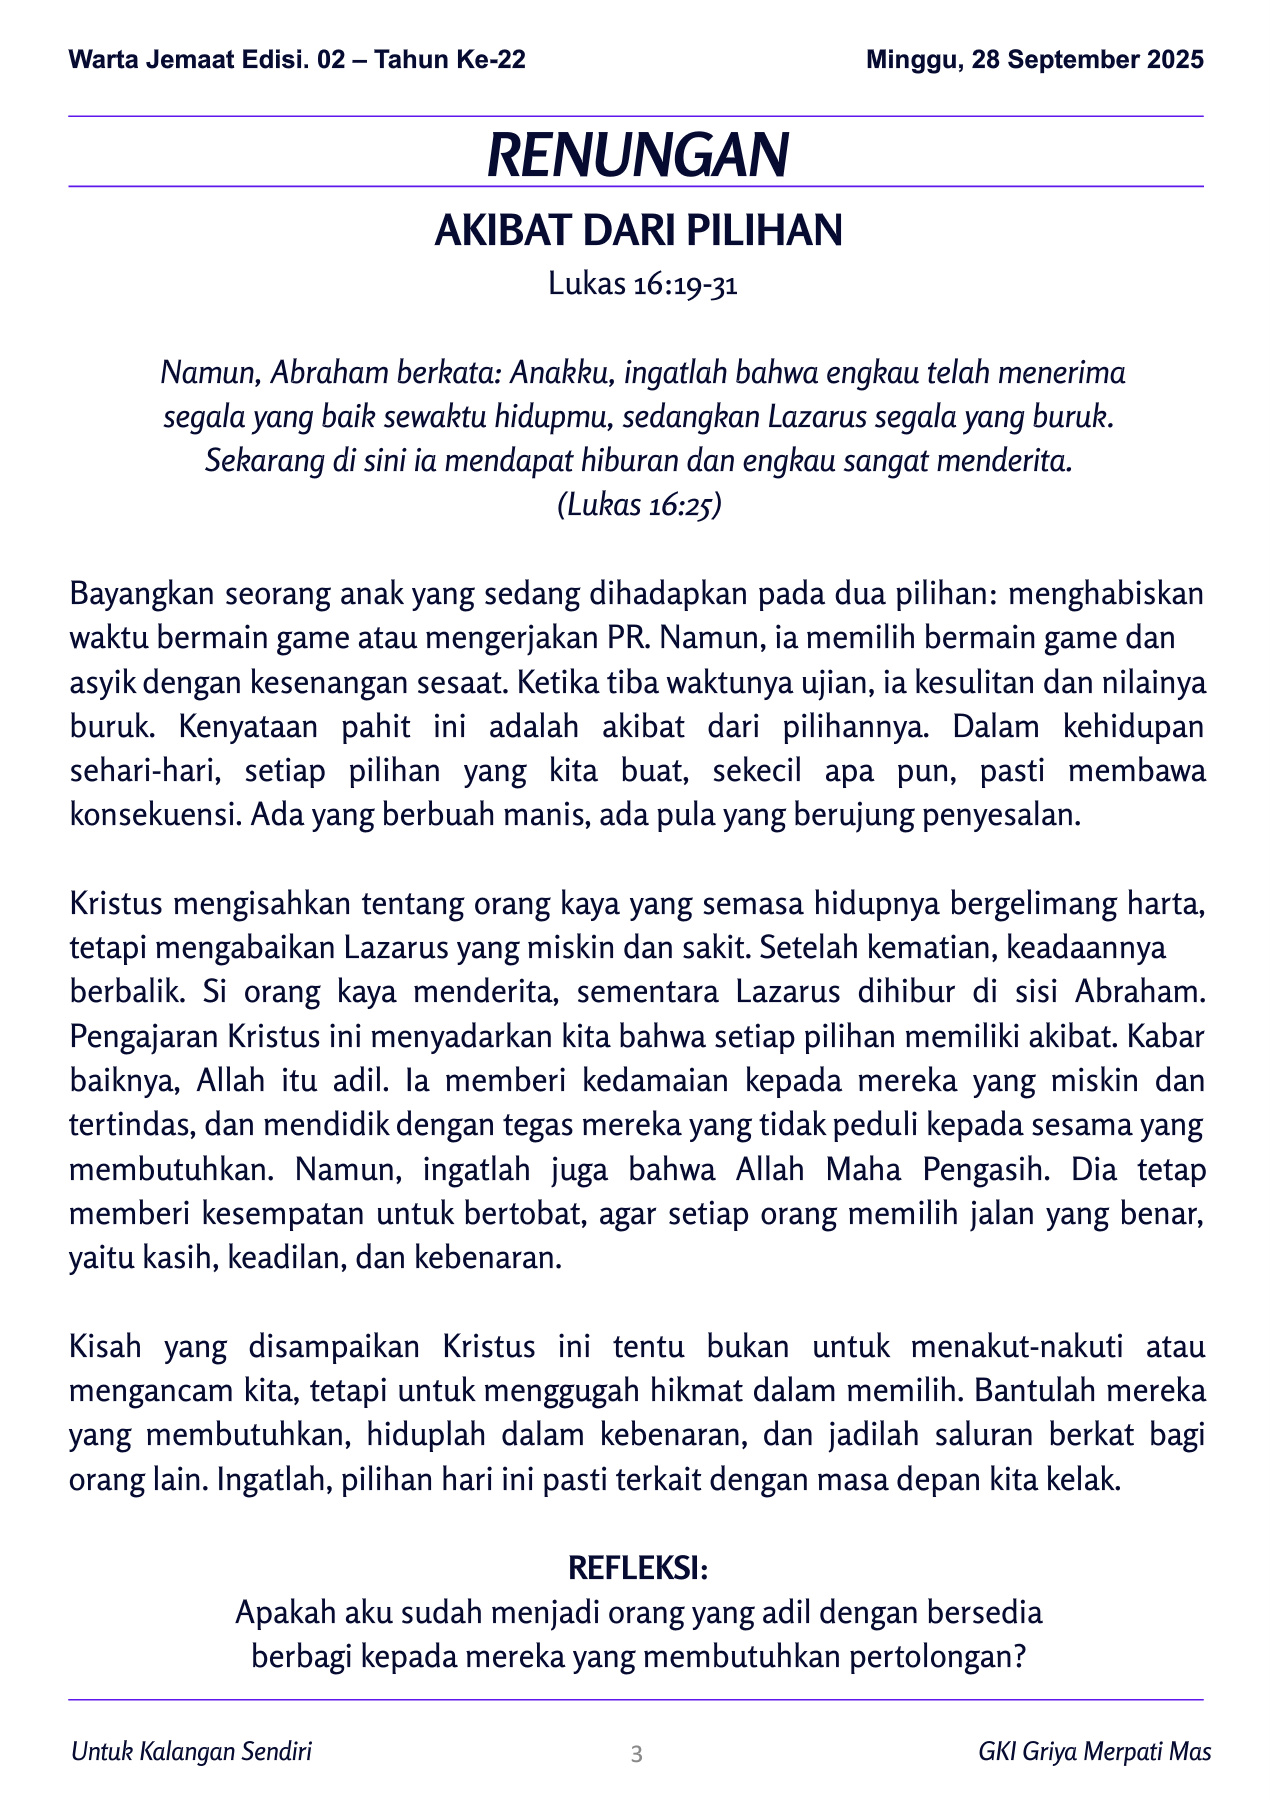 Warta Jemaat Edisi. 02 – Tahun Ke-22
Minggu, 28 September 2025
RENUNGAN
AKIBAT DARI PILIHAN
Lukas 16:19-31
Namun, Abraham berkata: Anakku, ingatlah bahwa engkau telah menerima
segala yang baik sewaktu hidupmu, sedangkan Lazarus segala yang buruk.
Sekarang di sini ia mendapat hiburan dan engkau sangat menderita.
(Lukas 16:25)
Bayangkan seorang anak yang sedang dihadapkan pada dua pilihan: menghabiskan
waktu bermain game atau mengerjakan PR. Namun, ia memilih bermain game dan
asyik dengan kesenangan sesaat. Ketika tiba waktunya ujian, ia kesulitan dan nilainya
buruk. Kenyataan pahit ini adalah akibat dari pilihannya. Dalam kehidupan
sehari-hari, setiap pilihan yang kita buat, sekecil apa pun, pasti membawa
konsekuensi. Ada yang berbuah manis, ada pula yang berujung penyesalan.
Kristus mengisahkan tentang orang kaya yang semasa hidupnya bergelimang harta,
tetapi mengabaikan Lazarus yang miskin dan sakit. Setelah kematian, keadaannya
berbalik. Si orang kaya menderita, sementara Lazarus dihibur di sisi Abraham.
Pengajaran Kristus ini menyadarkan kita bahwa setiap pilihan memiliki akibat. Kabar
baiknya, Allah itu adil. Ia memberi kedamaian kepada mereka yang miskin dan
tertindas, dan mendidik dengan tegas mereka yang tidak peduli kepada sesama yang
membutuhkan. Namun, ingatlah juga bahwa Allah Maha Pengasih. Dia tetap
memberi kesempatan untuk bertobat, agar setiap orang memilih jalan yang benar,
yaitu kasih, keadilan, dan kebenaran.
Kisah yang disampaikan Kristus ini tentu bukan untuk menakut-nakuti atau
mengancam kita, tetapi untuk menggugah hikmat dalam memilih. Bantulah mereka
yang membutuhkan, hiduplah dalam kebenaran, dan jadilah saluran berkat bagi
orang lain. Ingatlah, pilihan hari ini pasti terkait dengan masa depan kita kelak.
REFLEKSI:
Apakah aku sudah menjadi orang yang adil dengan bersedia
berbagi kepada mereka yang membutuhkan pertolongan?
Untuk Kalangan Sendiri
3
GKI Griya Merpati Mas